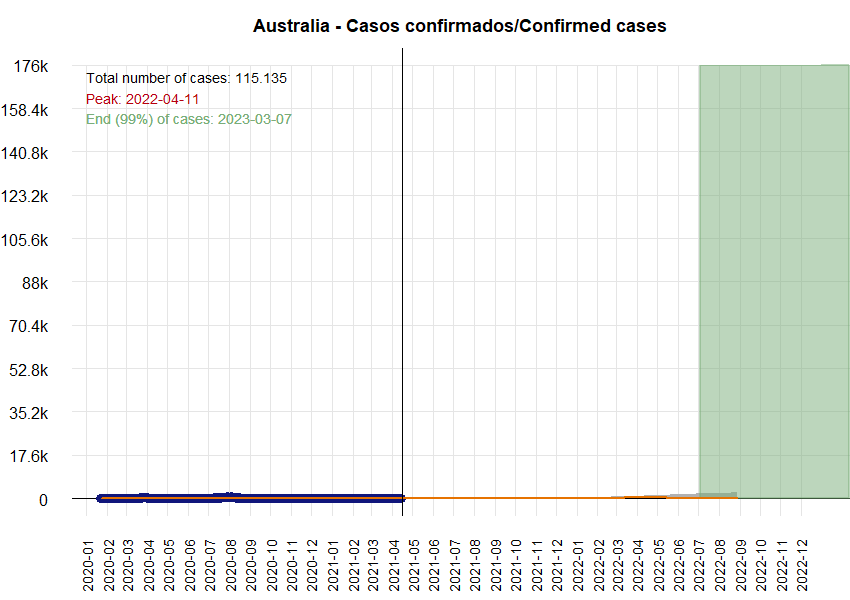 Australia - Casos confirmados/Confirmed cases
176k
Total number of cases: 115.135
Peak: 2022-04-11
158.4k
End (99%) of cases: 2023-03-07
140.8k
123.2k
105.6k
88k
70.4k
52.8k
35.2k
17.6k
0
2020-01
2020-02
2020-03
2020-04
2020-05
2020-06
2020-07
2020-08
2020-09
2020-10
2020-11
2020-12
2021-01
2021-02
2021-03
2021-04
2021-05
2021-06
2021-07
2021-08
2021-09
2021-10
2021-11
2021-12
2022-01
2022-02
2022-03
2022-04
2022-05
2022-06
2022-07
2022-08
2022-09
2022-10
2022-11
2022-12